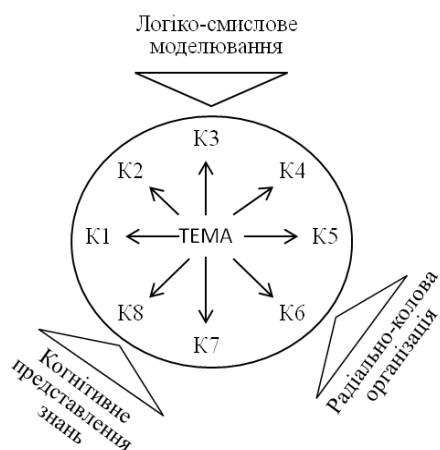 Логіко-смислове
моделювання
К3
К2
К4
К1
ТЕМА
К5
К8
К6
К7
Когнітивне
представлення
знань
Радіально-колова
організація